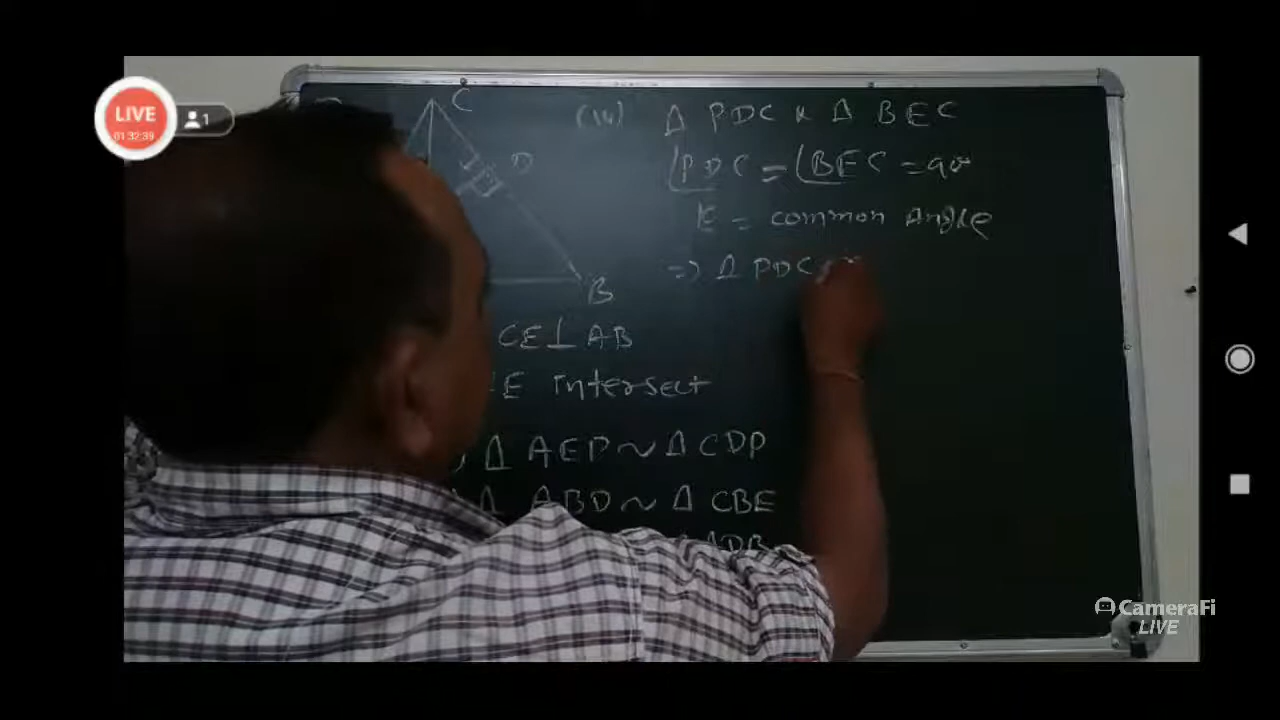 LIVE
01:32:39
1
C
D
B
(iv) Δ PDC & Δ BEC
∠PDC = ∠BEC = 90°
= common Angle
=> Δ PDC ~
CE⊥AB
E intersect
Δ AEP ~ Δ CDP
Δ ABD ~ Δ CBE
ADB
CameraFi
LIVE